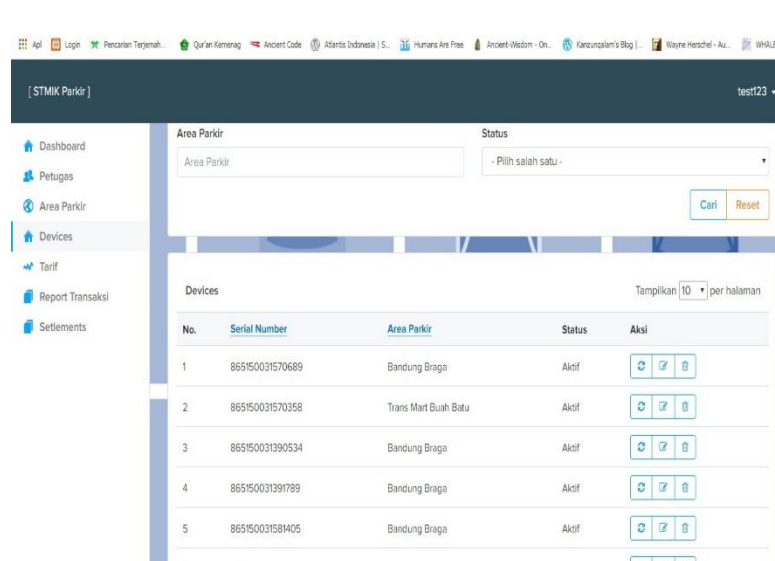 Apl Login Pencarian Terjemah... Qur'an Kemenag Ancient Code Atlantis Indonesia | S... Humans Are Free Ancient-Wisdom - On... Kanzunqalam's Blog |... Wayne Herschel - Au... WHALE
[ STMIK Parkir ] test123
Dashboard
Petugas
Area Parkir
Devices
Tarif
Report Transaksi
Setlements
Area Parkir Status
Area Parkir - Pilih salah satu -
Cari Reset
Devices Tampilkan 10 per halaman
No. Serial Number Area Parkir Status Aksi
1 865150031570689 Bandung Braga Aktif
2 865150031570358 Trans Mart Buah Batu Aktif
3 865150031390534 Bandung Braga Aktif
4 865150031391789 Bandung Braga Aktif
5 865150031581405 Bandung Braga Aktif